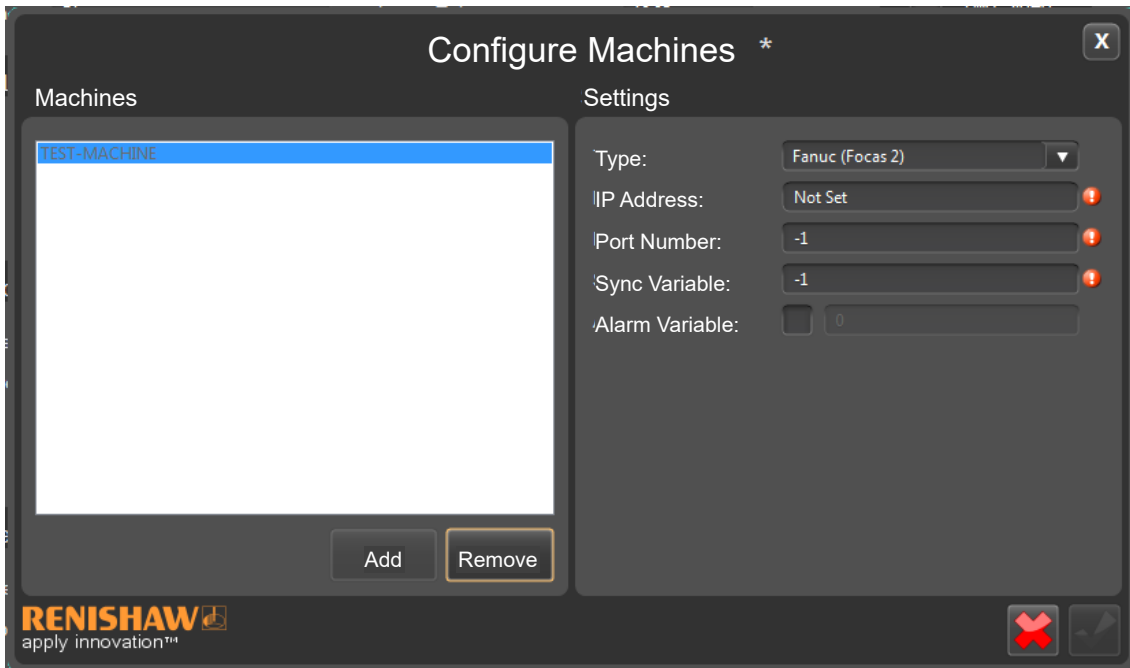 Configure Machines *
X
Machines
Settings
TEST-MACHINE
Type:
Fanuc (Focas 2)
IP Address:
Not Set
Port Number:
-1
Sync Variable:
-1
Alarm Variable:
0
Add
Remove
RENISHAW
apply innovation™